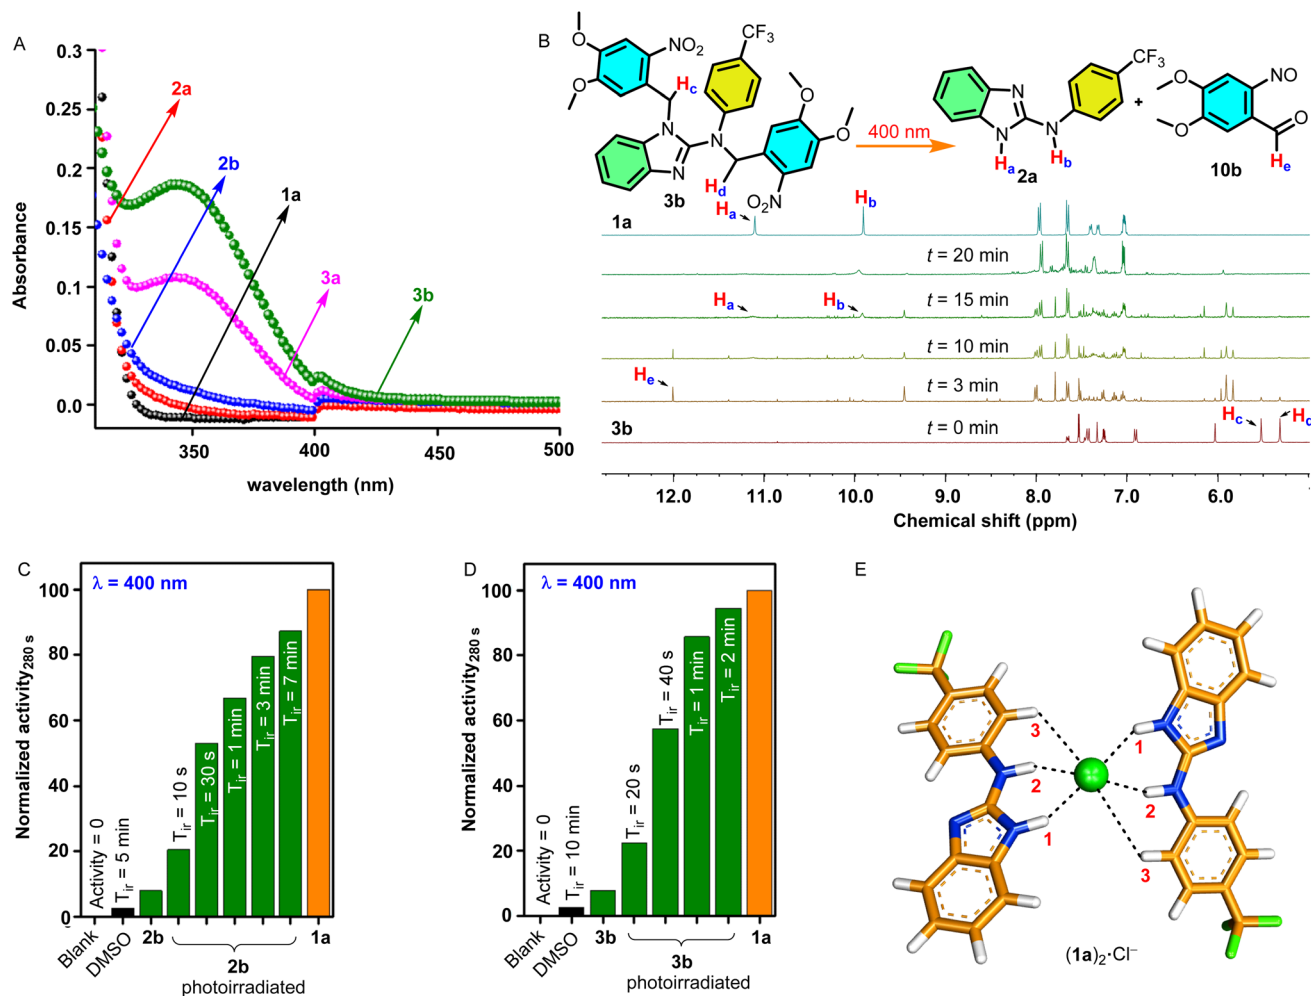 A
0.3
0.25
0.2
0.15
0.1
0.05
0.0
Absorbance
2a
2b
1a
3a
3b
350
400
450
500
wavelength (nm)
B
O
O
NO₂
Hc
CF₃
N
N
N
Hd
O
O
O₂N
3b
400 nm
CF₃
N
N
N
H
Ha
Hb
2a
+
O
O
NO
O
He
10b
1a
Ha
Hb
t = 20 min
t = 15 min
Ha
Hb
t = 10 min
t = 3 min
He
t = 0 min
3b
Hc
Hd
12.0 11.0 10.0 9.0 8.0 7.0 6.0
Chemical shift (ppm)
C
λ = 400 nm
Normalized activity280 s
100
80
60
40
20
0
Activity = 0
Tir = 5 min
Tir = 10 s
Tir = 30 s
Tir = 1 min
Tir = 3 min
Tir = 7 min
Blank
DMSO
2b
2b
photoirradiated
1a
D
λ = 400 nm
Normalized activity280 s
100
80
60
40
20
0
Activity = 0
Tir = 10 min
Tir = 20 s
Tir = 40 s
Tir = 1 min
Tir = 2 min
Blank
DMSO
3b
3b
photoirradiated
1a
E
3
2
1
1
2
3
(1a)₂·Cl⁻